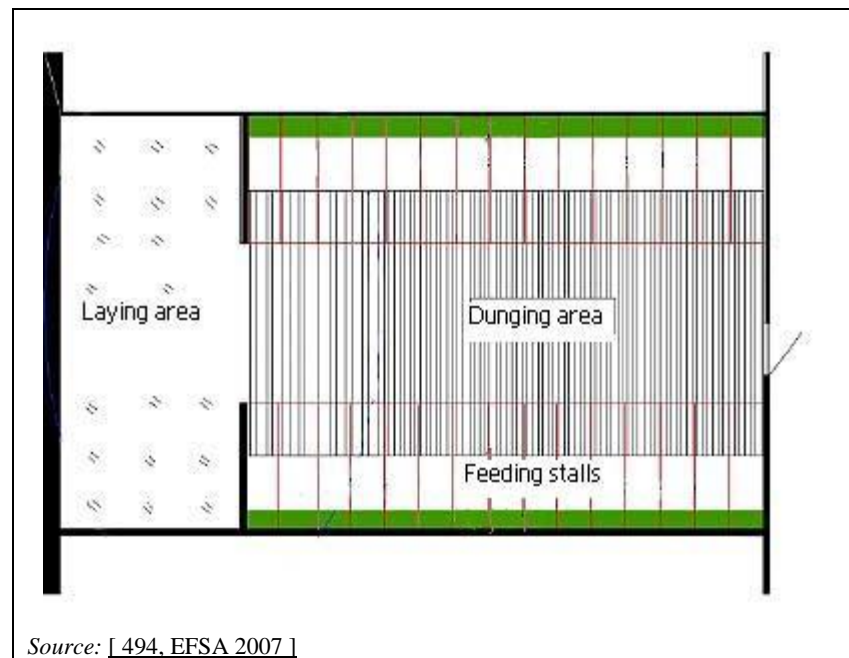 Laying area
Dunging area
Feeding stalls
Source: [ 494, EFSA 2007 ]